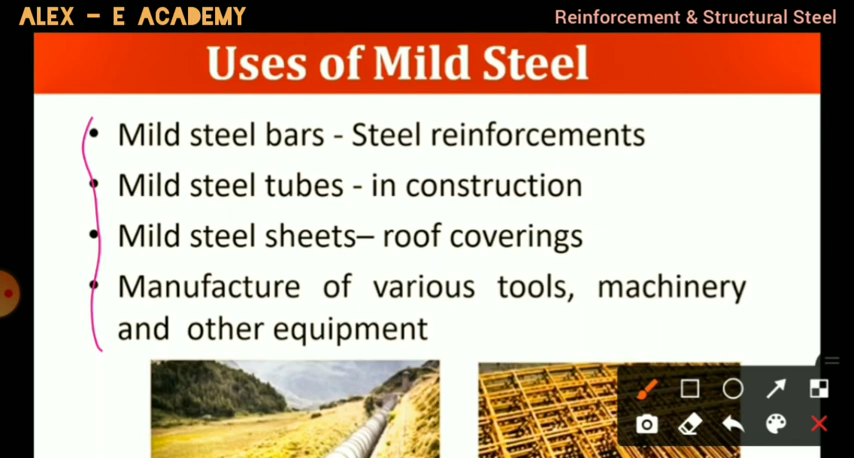 ALEX – E ACADEMY
Reinforcement & Structural Steel
Uses of Mild Steel
• Mild steel bars - Steel reinforcements
• Mild steel tubes - in construction
• Mild steel sheets– roof coverings
• Manufacture of various tools, machinery
and other equipment